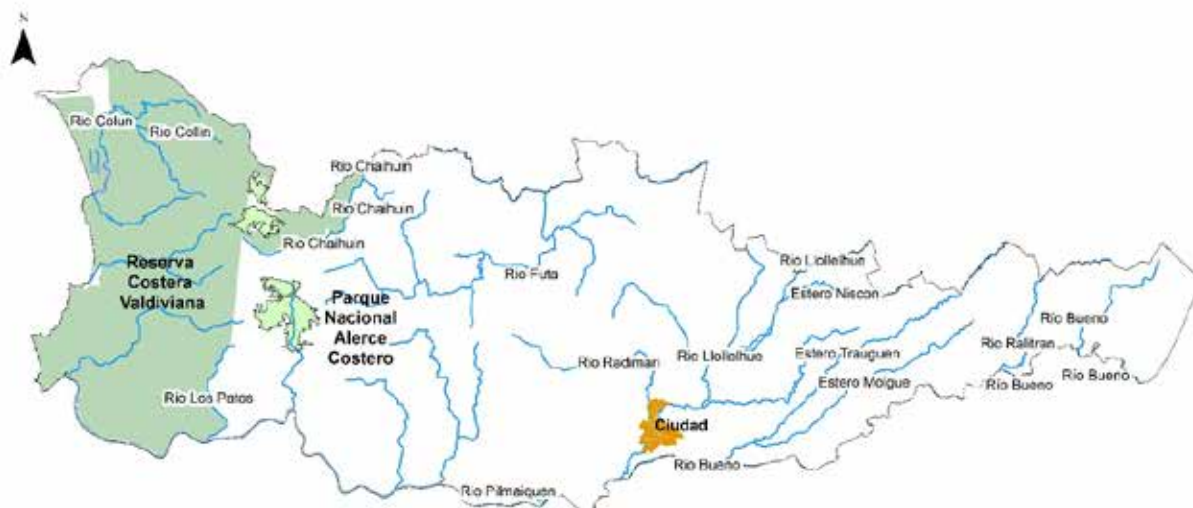 N
Rio Colun
Rio Collin
Rio Chaihuin
Rio Chaihuin
Rio Chaihuin
Reserva
Costera
Valdiviana
Parque
Nacional
Alerce
Costero
Rio Futa
Rio Llollelhue
Estero Niscon
Rio Bueno
Rio Llollelhue
Estero Trauguen
Rio Ralitran
Rio Radimari
Estero Molgue
Rio Bueno
Rio Bueno
Rio Los Patos
Ciudad
Rio Bueno
Rio Pilmaiquen